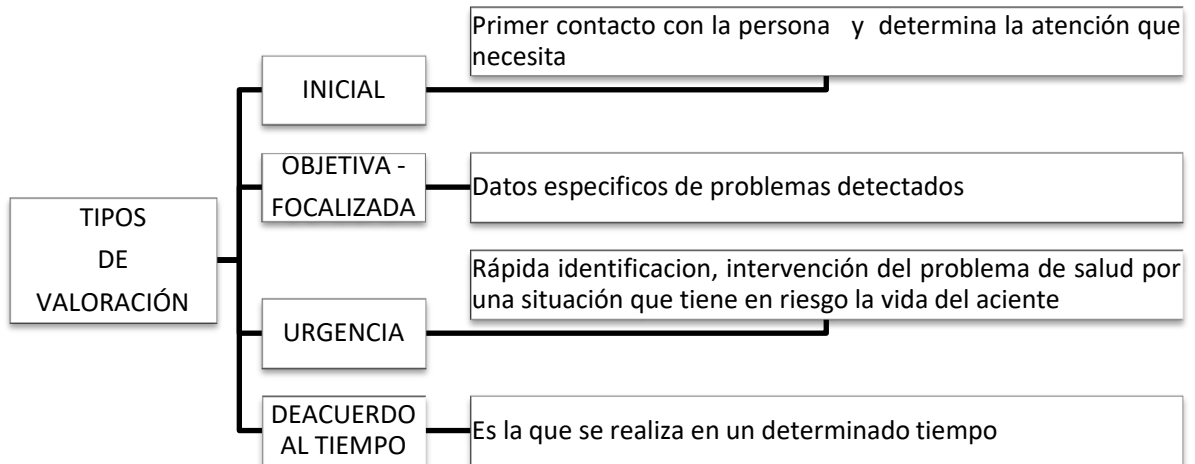 TIPOS
DE
VALORACIÓN
INICIAL
Primer contacto con la persona y determina la atención que
necesita
OBJETIVA -
FOCALIZADA
Datos especificos de problemas detectados
URGENCIA
Rápida identificacion, intervención del problema de salud por
una situación que tiene en riesgo la vida del aciente
DEACUERDO
AL TIEMPO
Es la que se realiza en un determinado tiempo